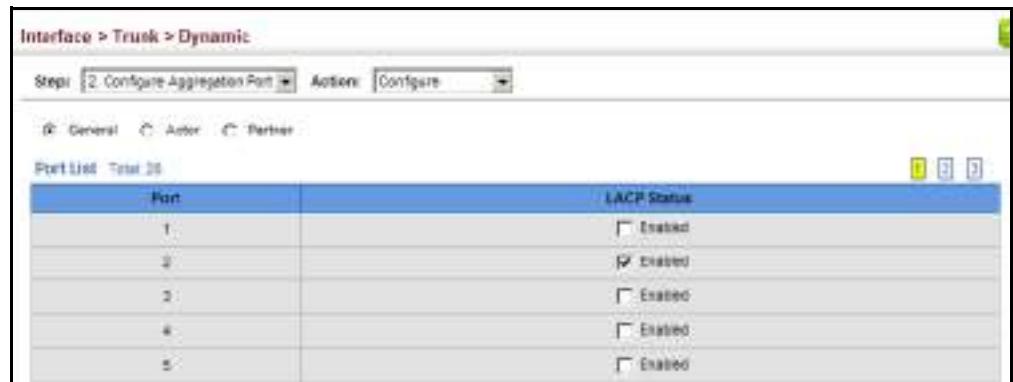 Interface > Trunk > Dynamic
Step: 2. Configure Aggregation Port Action: Configure
General Actor Partner
Port List Total: 28
1 2 3
Port LACP Status
1 Enabled
2 Enabled
3 Enabled
4 Enabled
5 Enabled